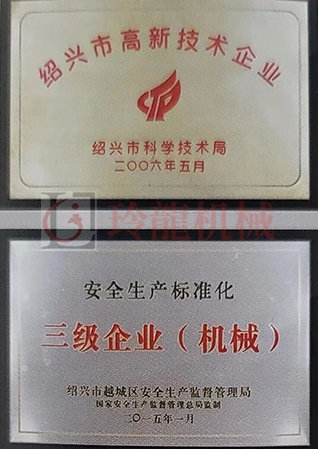 绍兴市高新技术企业
绍兴市科学技术局
二〇〇六年五月
玲龍机械
安全生产标准化
三级企业（机械）
绍兴市越城区安全生产监督管理局
国家安全生产监督管理总局监制
二〇一五年一月